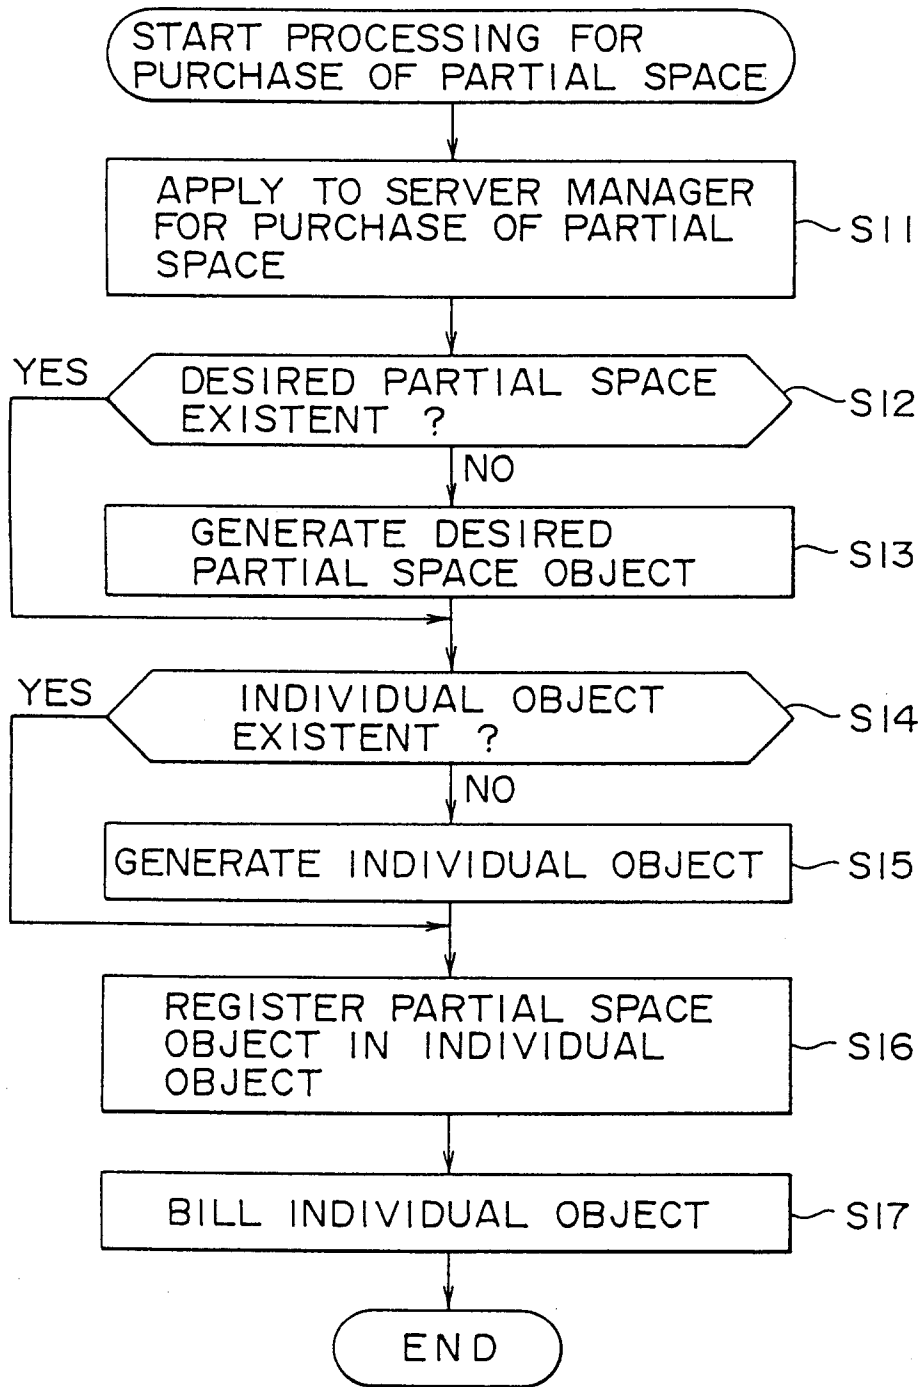 START PROCESSING FOR
PURCHASE OF PARTIAL SPACE
APPLY TO SERVER MANAGER
FOR PURCHASE OF PARTIAL
SPACE
S11
YES
DESIRED PARTIAL SPACE
EXISTENT ?
S12
NO
GENERATE DESIRED
PARTIAL SPACE OBJECT
S13
YES
INDIVIDUAL OBJECT
EXISTENT ?
S14
NO
GENERATE INDIVIDUAL OBJECT
S15
REGISTER PARTIAL SPACE
OBJECT IN INDIVIDUAL
OBJECT
S16
BILL INDIVIDUAL OBJECT
S17
END